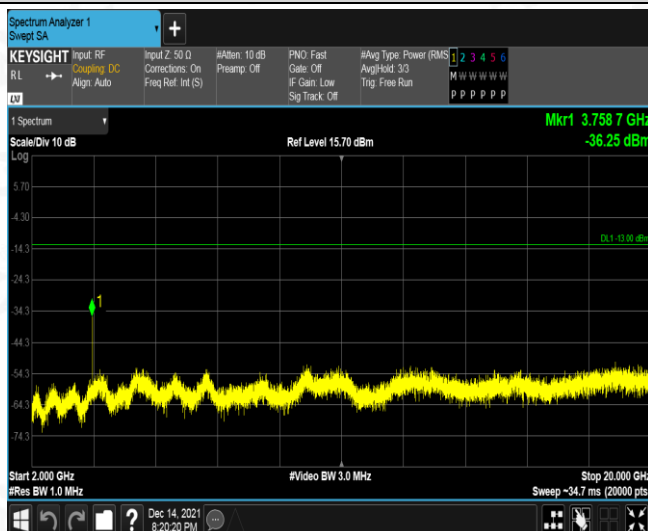 Spectrum Analyzer 1
Swept SA
KEYSIGHT
RL
LXI
Input: RF
Coupling: DC
Align: Auto
Input Z: 50 Ω
Corrections: On
Freq Ref: Int (S)
#Atten: 10 dB
Preamp: Off
PNO: Fast
Gate: Off
IF Gain: Low
Sig Track: Off
#Avg Type: Power (RMS
Avg|Hold: 3/3
Trig: Free Run
1 2 3 4 5 6
M W W W W W
P P P P P P
1 Spectrum
Mkr1 3.758 7 GHz
Scale/Div 10 dB
Ref Level 15.70 dBm
-36.25 dBm
Log
5.70
-4.30
DL1 -13.00 dBm
-14.3
-24.3
1
-34.3
-44.3
-54.3
-64.3
-74.3
Start 2.000 GHz
#Video BW 3.0 MHz
Stop 20.000 GHz
#Res BW 1.0 MHz
Sweep ~34.7 ms (20000 pts)
?
Dec 14, 2021
8:20:20 PM